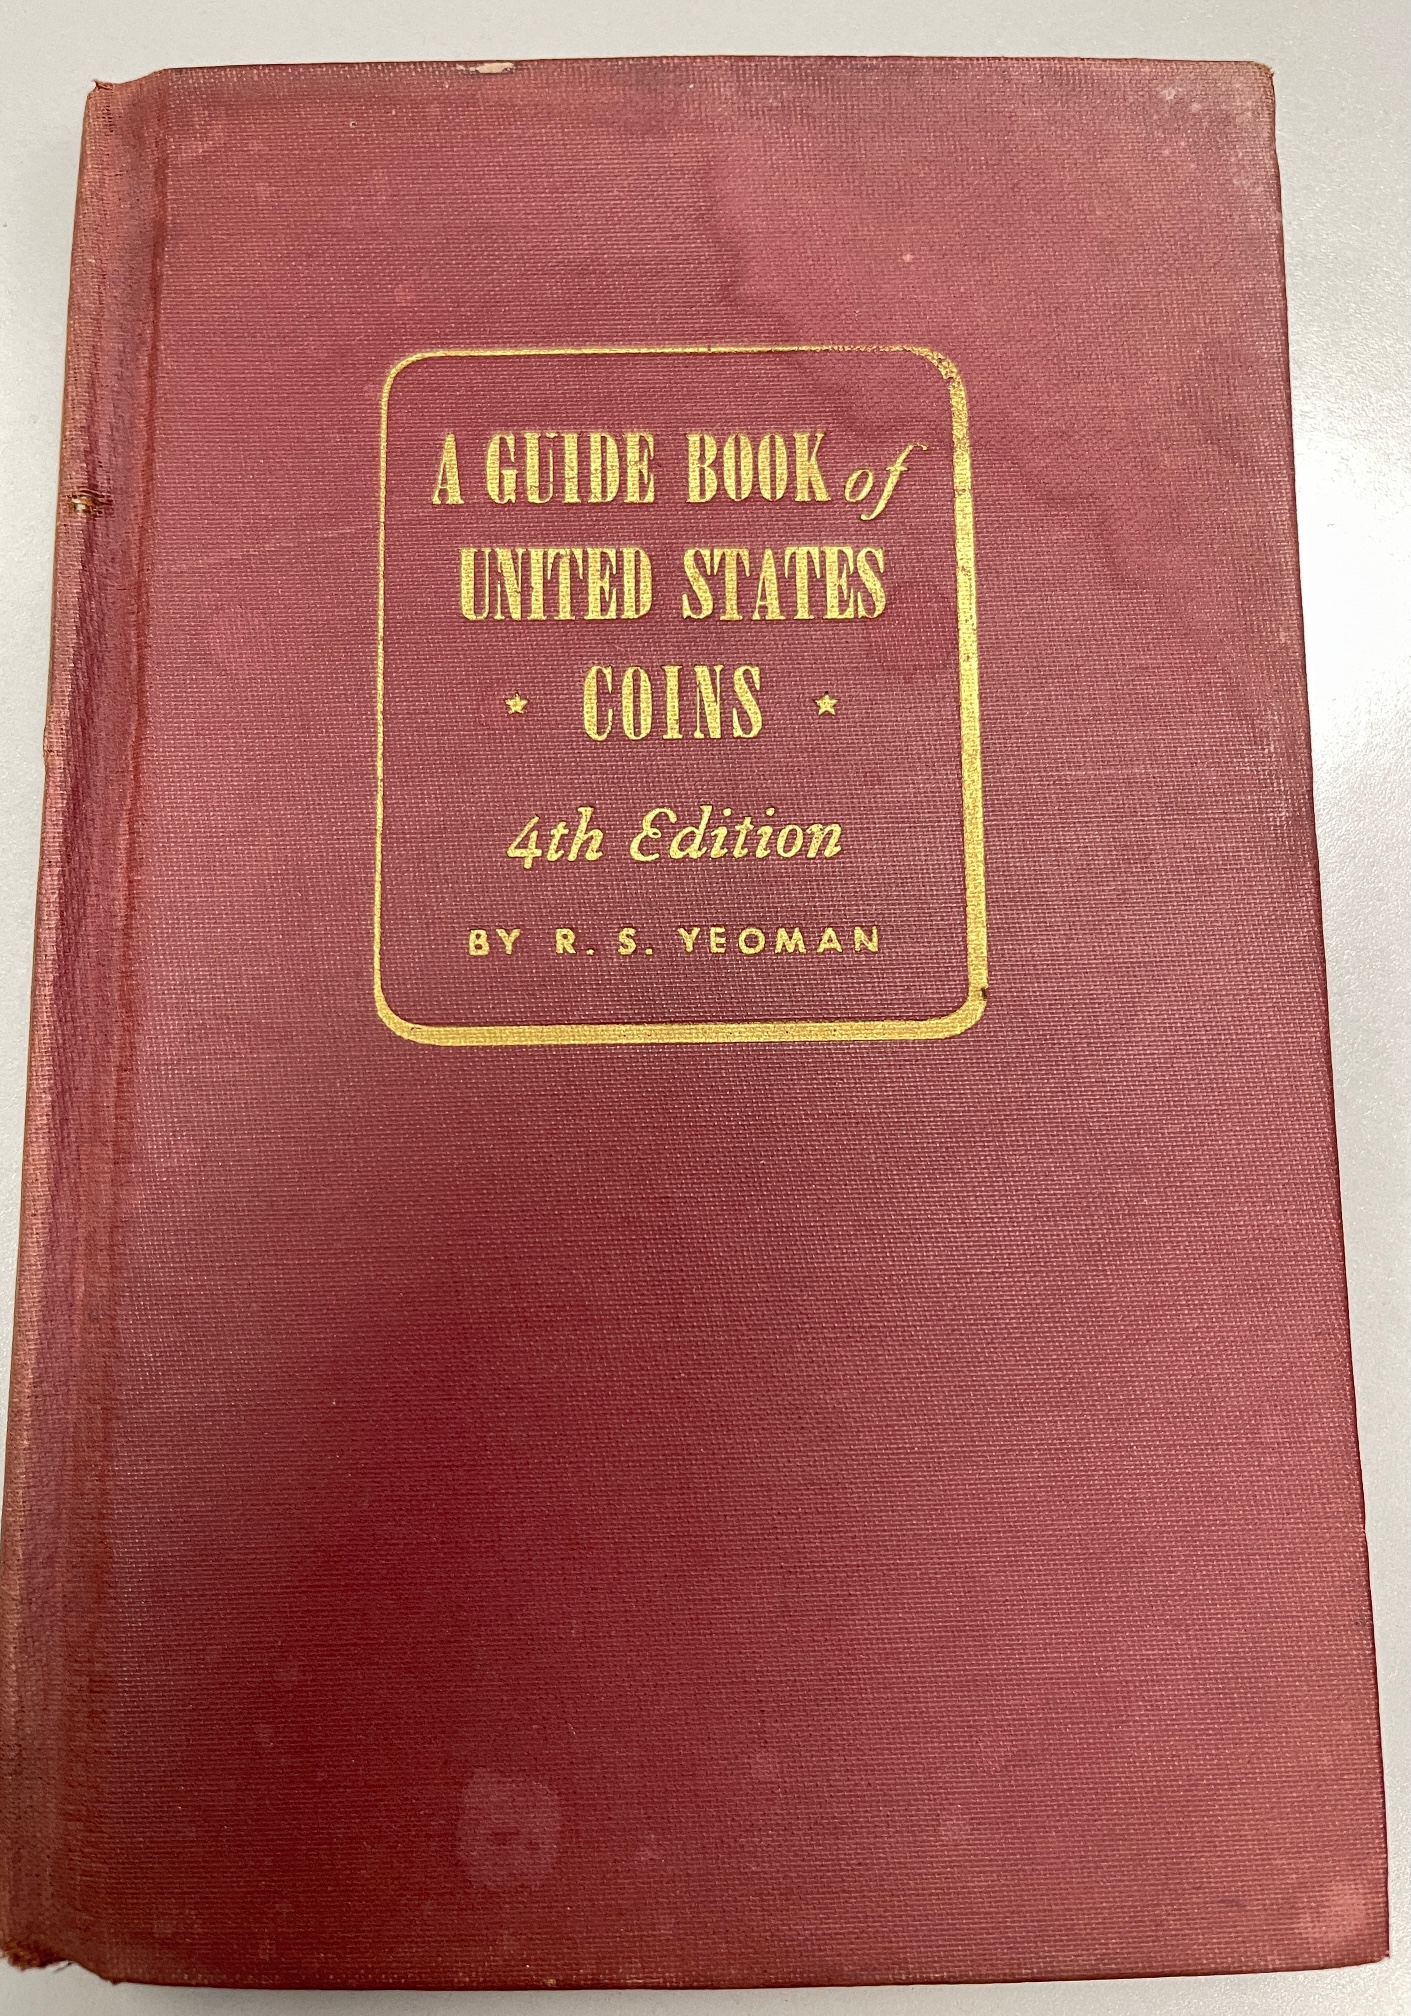 A GUIDE BOOK of
UNITED STATES
★ COINS ★
4th Edition
BY R. S. YEOMAN